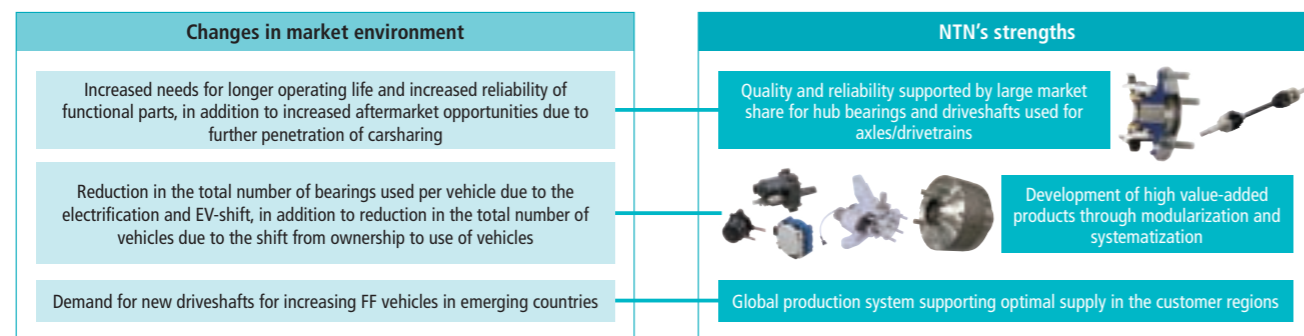 Changes in market environment
Increased needs for longer operating life and increased reliability of
functional parts, in addition to increased aftermarket opportunities due to
further penetration of carsharing
Reduction in the total number of bearings used per vehicle due to the
electrification and EV-shift, in addition to reduction in the total number of
vehicles due to the shift from ownership to use of vehicles
Demand for new driveshafts for increasing FF vehicles in emerging countries
NTN's strengths
Quality and reliability supported by large market
share for hub bearings and driveshafts used for
axles/drivetrains
Development of high value-added
products through modularization and
systematization
Global production system supporting optimal supply in the customer regions